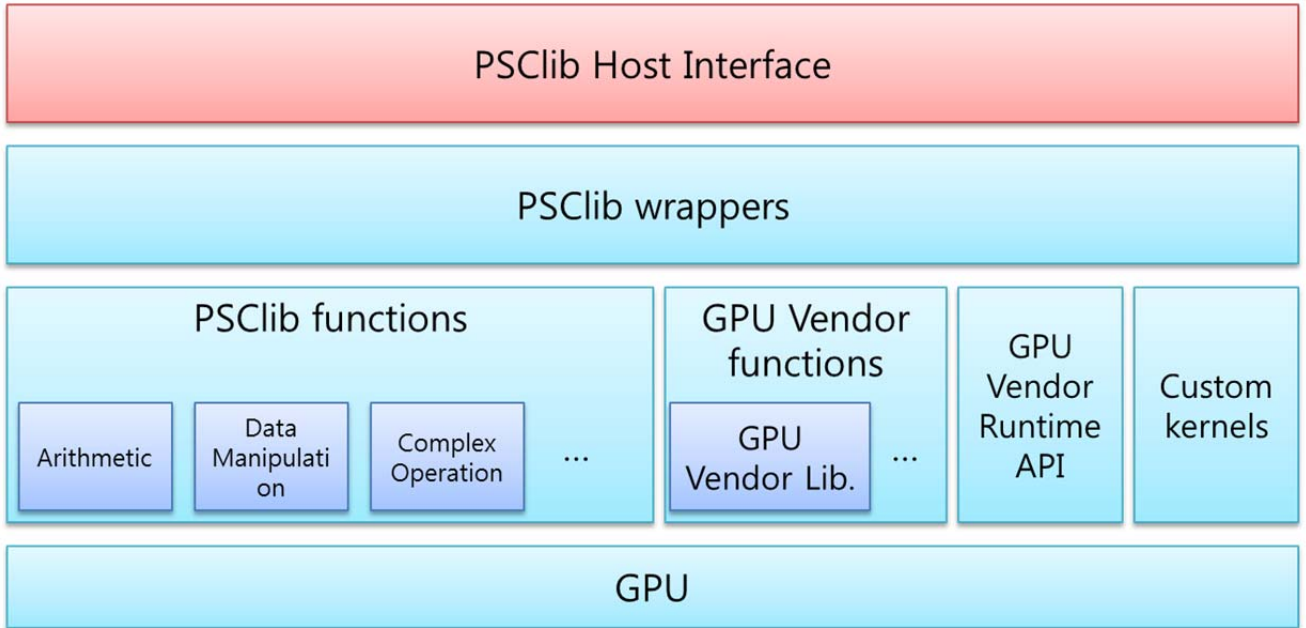 PSClib Host Interface
PSClib wrappers
PSClib functions
Arithmetic
Data
Manipulati
on
Complex
Operation
...
GPU Vendor
functions
GPU
Vendor Lib.
...
GPU
Vendor
Runtime
API
Custom
kernels
GPU